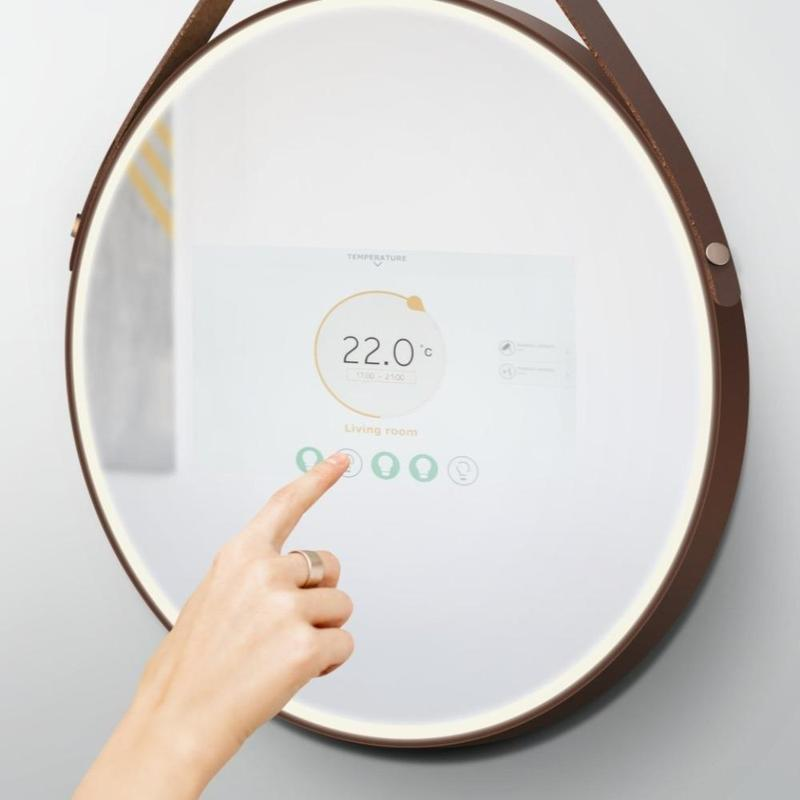 TEMPERATURE
22.0 °C
17:00 - 21:00
Living room